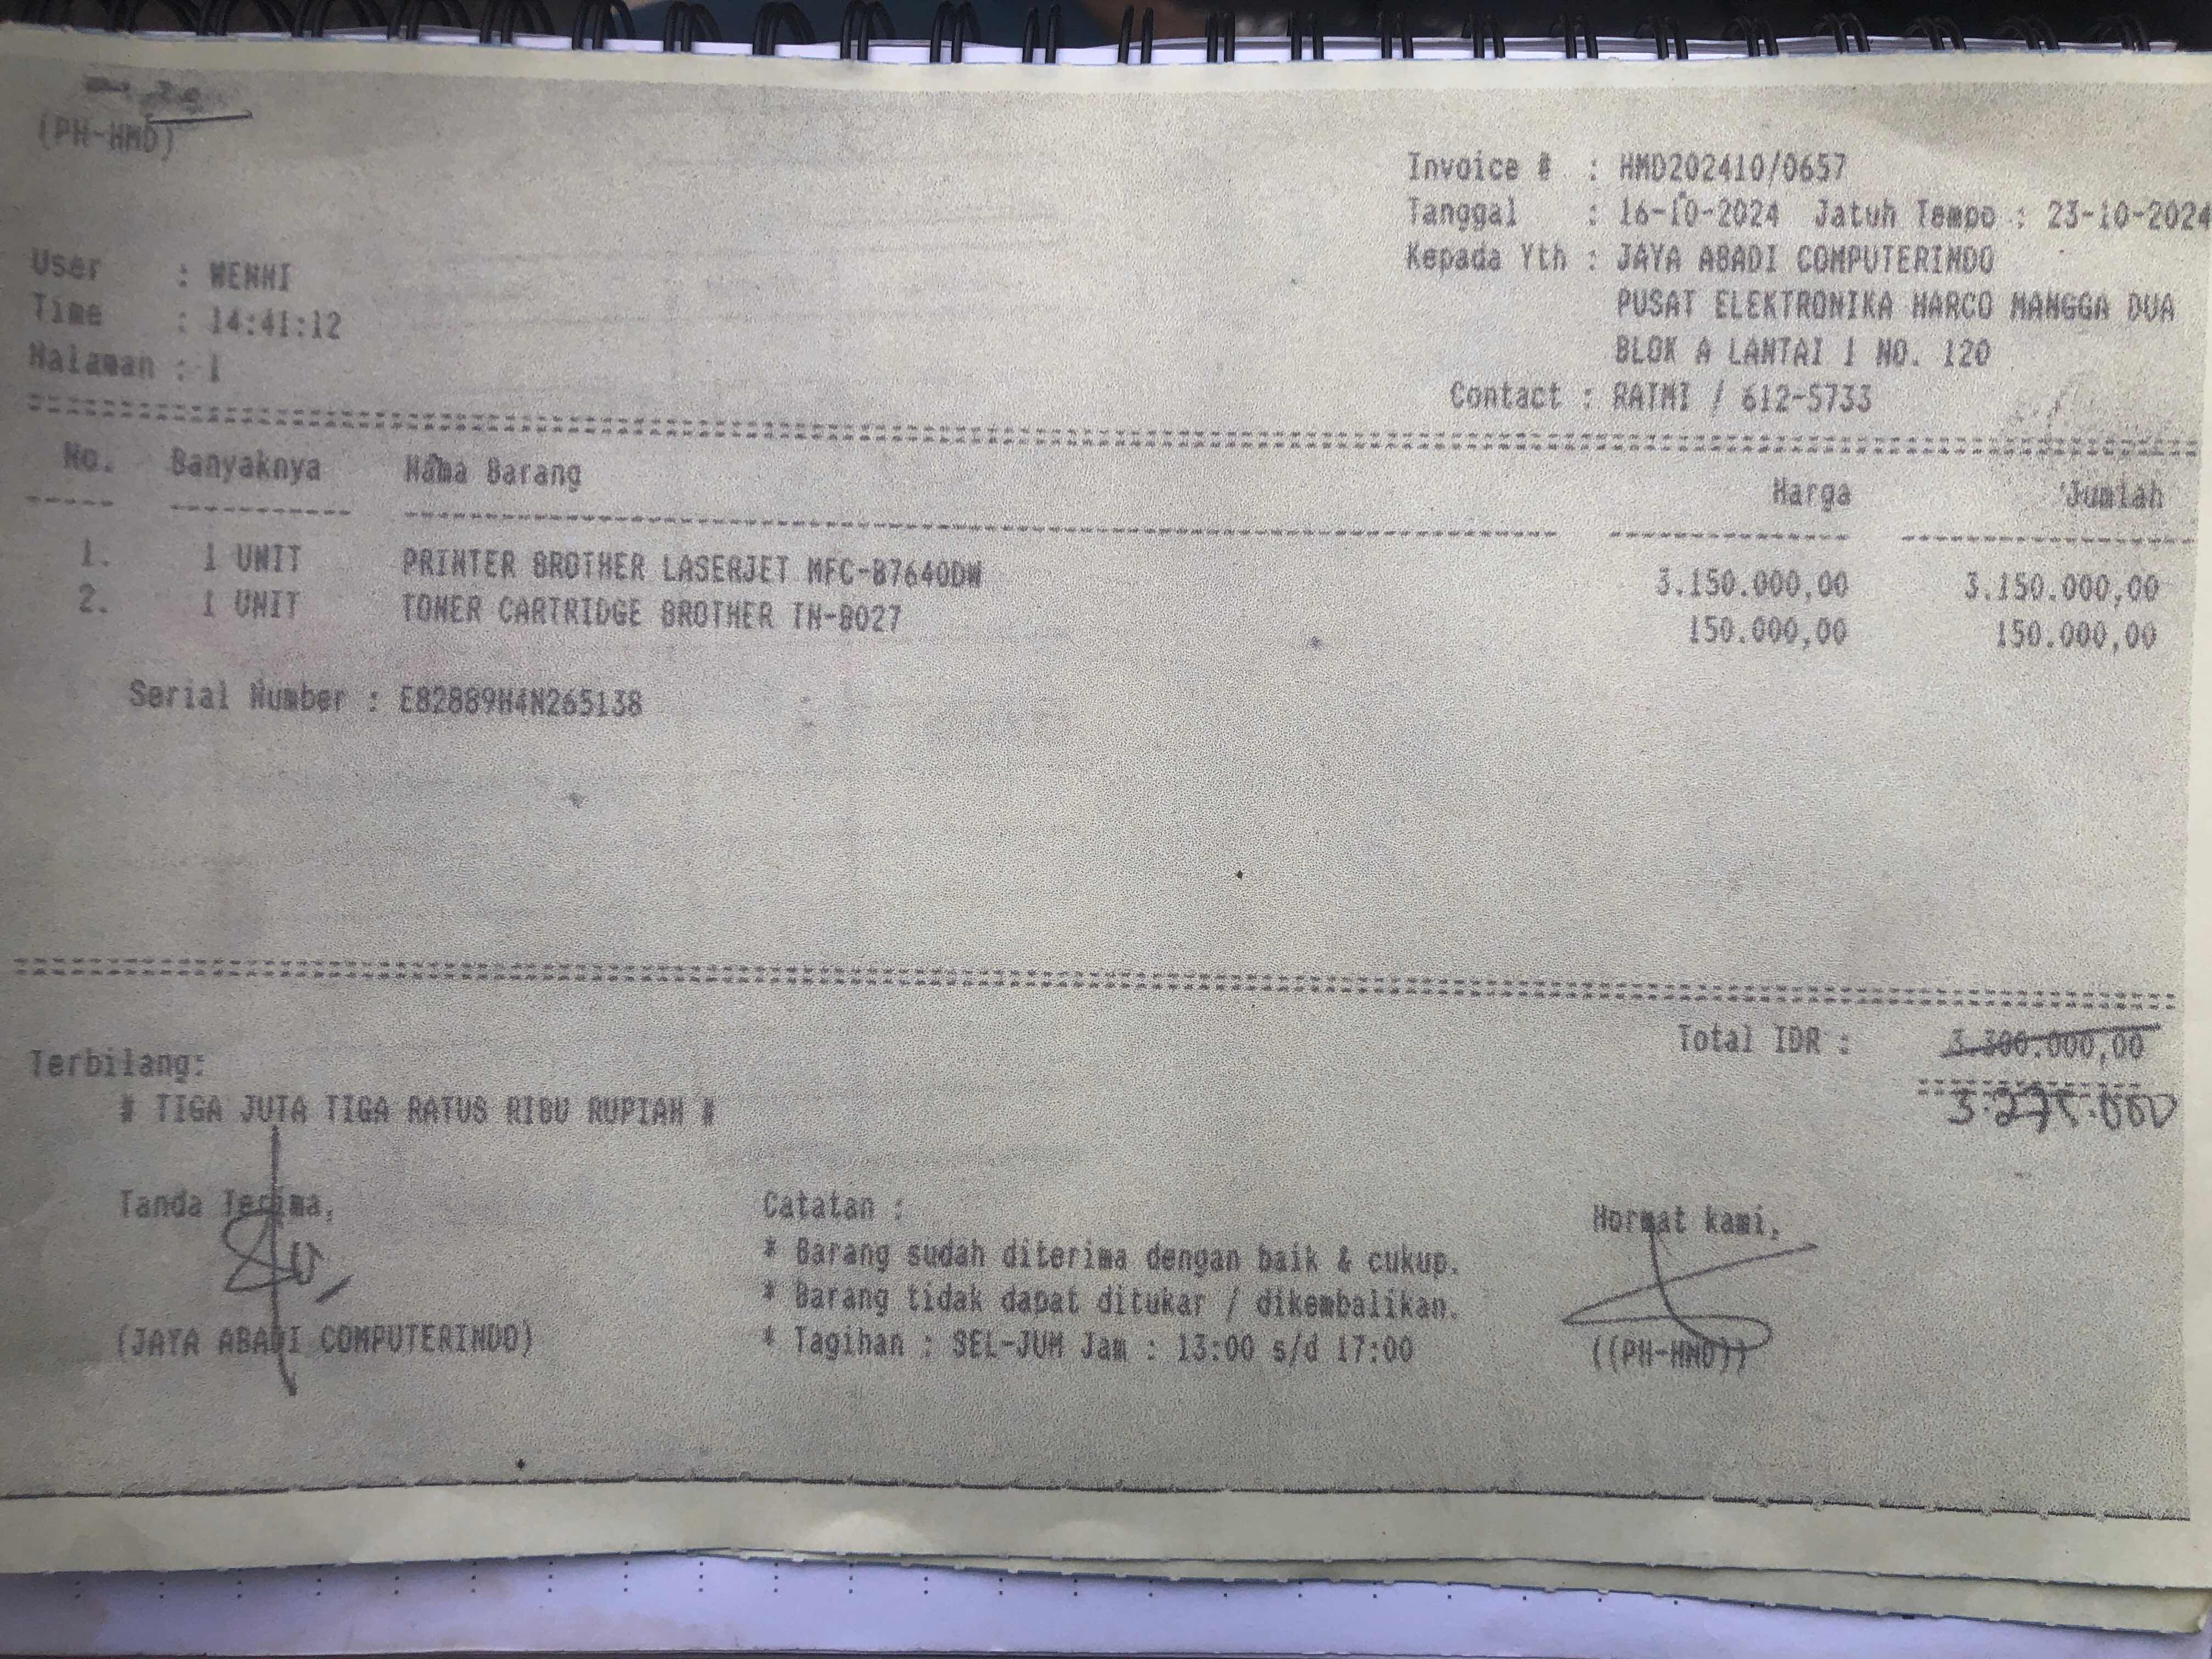 (PH-HMD)
Invoice # : HMD202410/0657
Tanggal : 16-10-2024 Jatuh Tempo : 23-10-2024
Kepada Yth : JAYA ABADI COMPUTERINDO
PUSAT ELEKTRONIKA HARCO MANGGA DUA
BLOK A LANTAI 1 NO. 120
Contact : RATMI / 612-5733
User : WENNI
Time : 14:41:12
Halaman : 1
No. Banyaknya Nama Barang Harga Jumlah
1. 1 UNIT PRINTER BROTHER LASERJET MFC-B7640DW 3.150.000,00 3.150.000,00
2. 1 UNIT TONER CARTRIDGE BROTHER TN-B027 150.000,00 150.000,00
Serial Number : E82889H4N265138
Total IDR : 3.300.000,00
3.275.000
Terbilang:
# TIGA JUTA TIGA RATUS RIBU RUPIAH #
Tanda Terima,
(JAYA ABADI COMPUTERINDO)
Catatan :
* Barang sudah diterima dengan baik & cukup.
* Barang tidak dapat ditukar / dikembalikan.
* Tagihan : SEL-JUM Jam : 13:00 s/d 17:00
Hormat kami,
((PH-HMD))